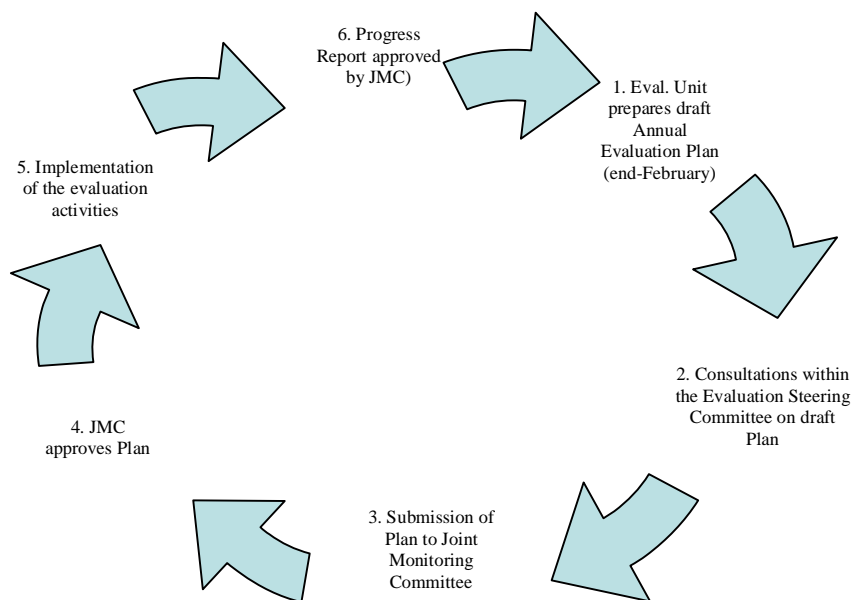 1. Eval. Unit
prepares draft
Annual
Evaluation Plan
(end-February)
2. Consultations within
the Evaluation Steering
Committee on draft
Plan
3. Submission of
Plan to Joint
Monitoring
Committee
4. JMC
approves Plan
5. Implementation
of the evaluation
activities
6. Progress
Report approved
by JMC)